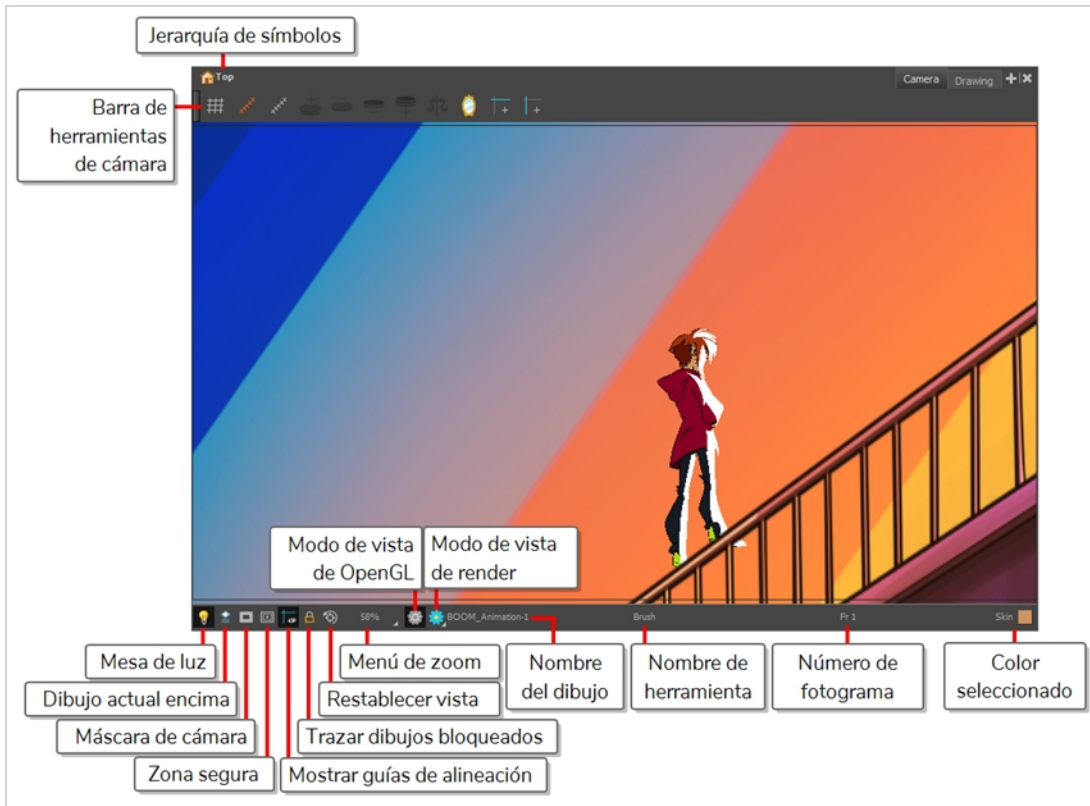 Jerarquía de símbolos
Top
Camera
Drawing
Barra de
herramientas
de cámara
Modo de vista
de OpenGL
Modo de vista
de render
58%
BOOM_Animation-1
Brush
Fr 1
Skin
Mesa de luz
Menú de zoom
Nombre
del dibujo
Nombre de
herramienta
Número de
fotograma
Color
seleccionado
Dibujo actual encima
Restablecer vista
Máscara de cámara
Trazar dibujos bloqueados
Zona segura
Mostrar guías de alineación